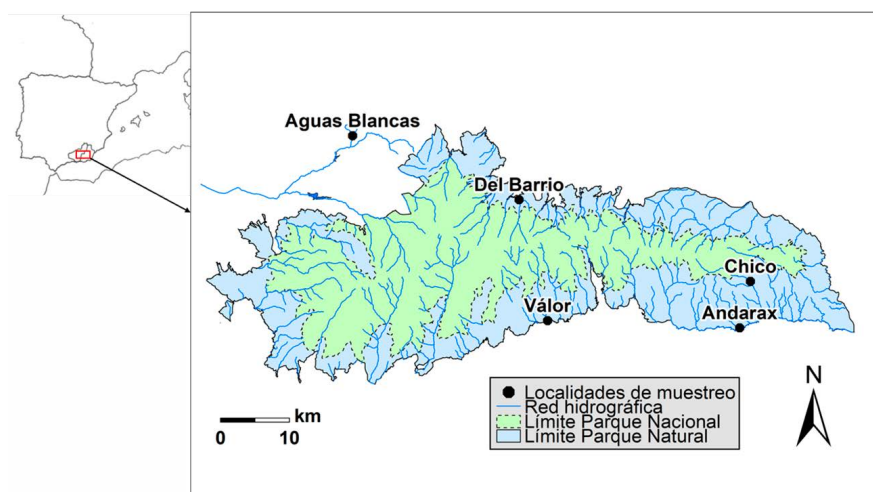 Aguas Blancas
Del Barrio
Chico
Válor
Andarax
N
Localidades de muestreo
Red hidrográfica
Límite Parque Nacional
Límite Parque Natural
km
0 10